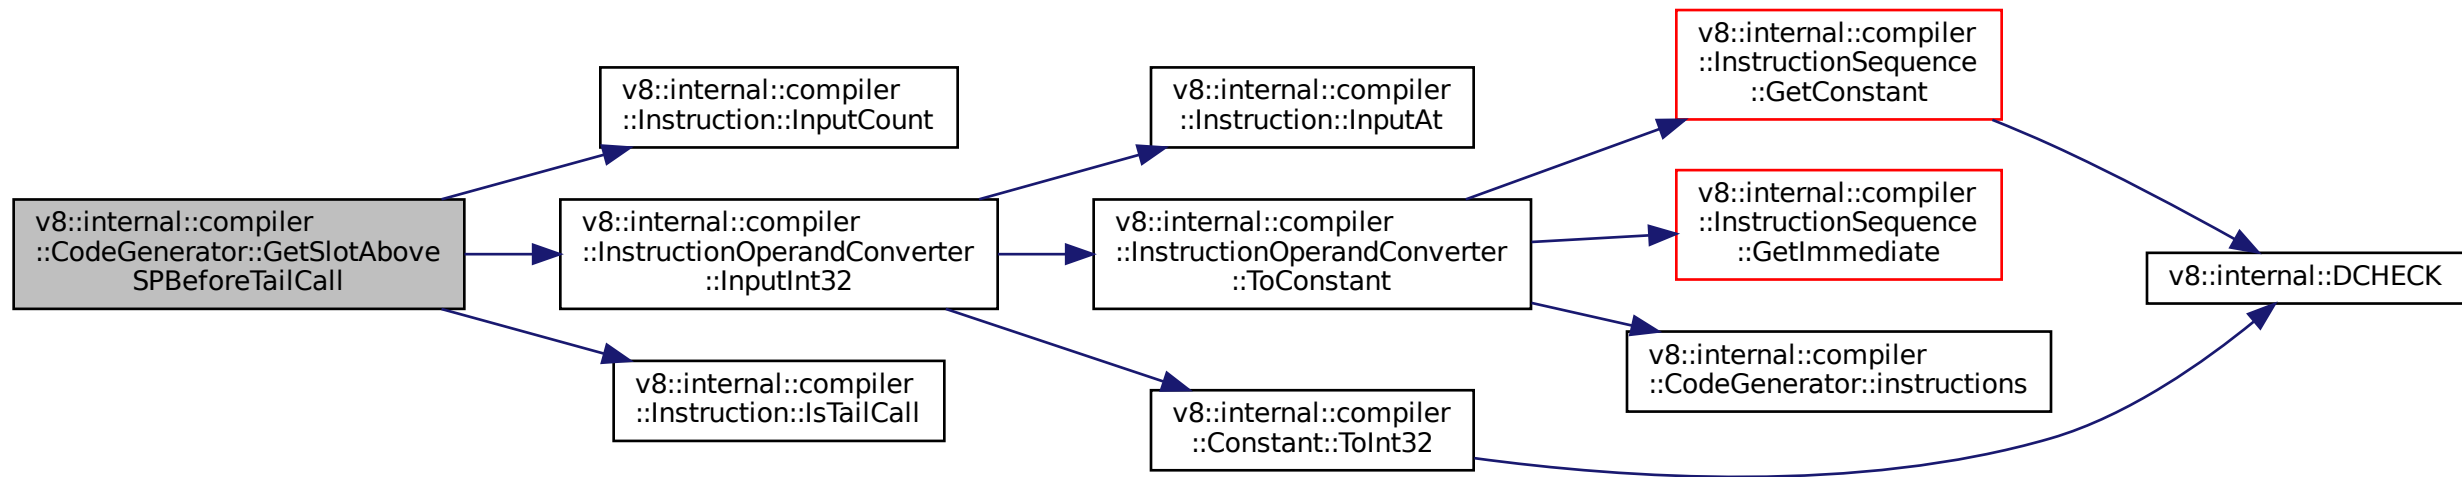 v8::internal::compiler
::CodeGenerator::GetSlotAbove
SPBeforeTailCall
v8::internal::compiler
::Instruction::InputCount
v8::internal::compiler
::InstructionOperandConverter
::InputInt32
v8::internal::compiler
::Instruction::IsTailCall
v8::internal::compiler
::Instruction::InputAt
v8::internal::compiler
::InstructionOperandConverter
::ToConstant
v8::internal::compiler
::Constant::ToInt32
v8::internal::compiler
::InstructionSequence
::GetConstant
v8::internal::compiler
::InstructionSequence
::GetImmediate
v8::internal::compiler
::CodeGenerator::instructions
v8::internal::DCHECK